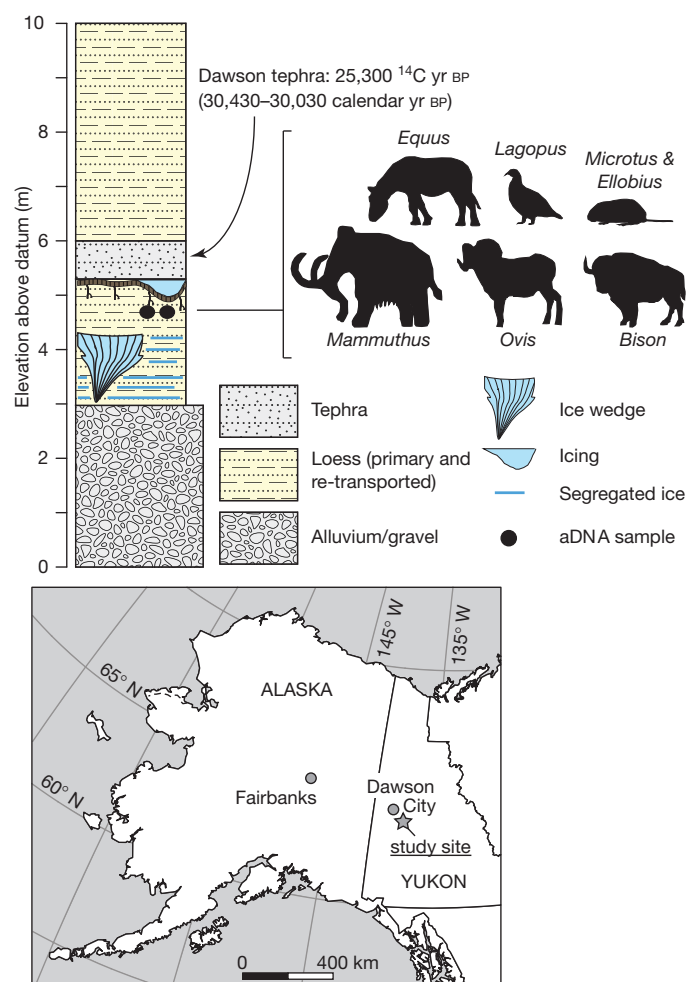 10
8
6
4
2
0
Elevation above datum (m)
Dawson tephra: 25,300 ¹⁴C yr BP
(30,430–30,030 calendar yr BP)
Equus
Lagopus
Microtus &
Ellobius
Mammuthus
Ovis
Bison
Tephra
Loess (primary and
re-transported)
Alluvium/gravel
Ice wedge
Icing
Segregated ice
aDNA sample
145° W
135° W
65° N
60° N
ALASKA
Fairbanks
Dawson
City
study site
YUKON
0 400 km